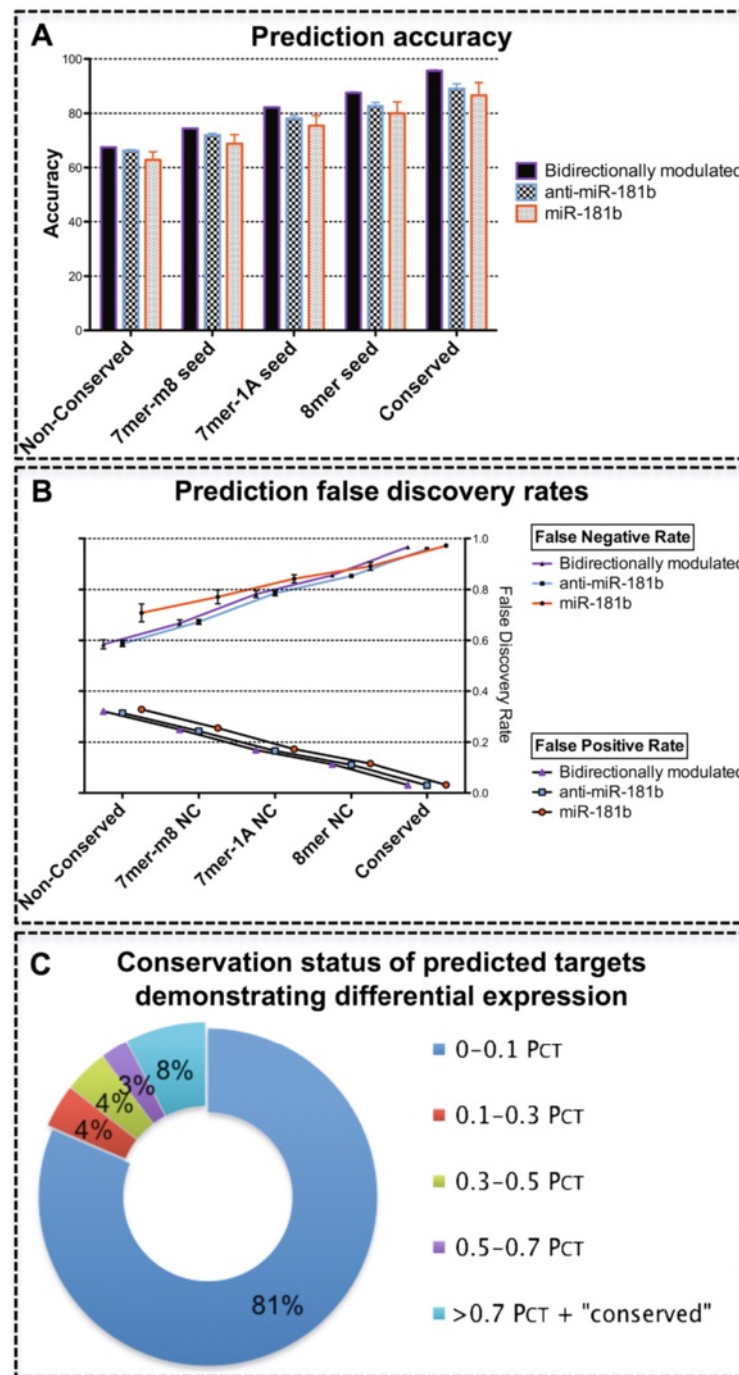 A
Prediction accuracy
Accuracy
100
80
60
40
20
0
Non-Conserved
7mer-m8 seed
7mer-1A seed
8mer seed
Conserved
Bidirectionally modulated
anti-miR-181b
miR-181b
B
Prediction false discovery rates
1.0
0.8
0.6
0.4
0.2
0.0
False Discovery Rate
Non-Conserved
7mer-m8 NC
7mer-1A NC
8mer NC
Conserved
False Negative Rate
Bidirectionally modulated
anti-miR-181b
miR-181b
False Positive Rate
Bidirectionally modulated
anti-miR-181b
miR-181b
C
Conservation status of predicted targets
demonstrating differential expression
8%
3%
4%
4%
81%
0-0.1 PCT
0.1-0.3 PCT
0.3-0.5 PCT
0.5-0.7 PCT
>0.7 PCT + "conserved"